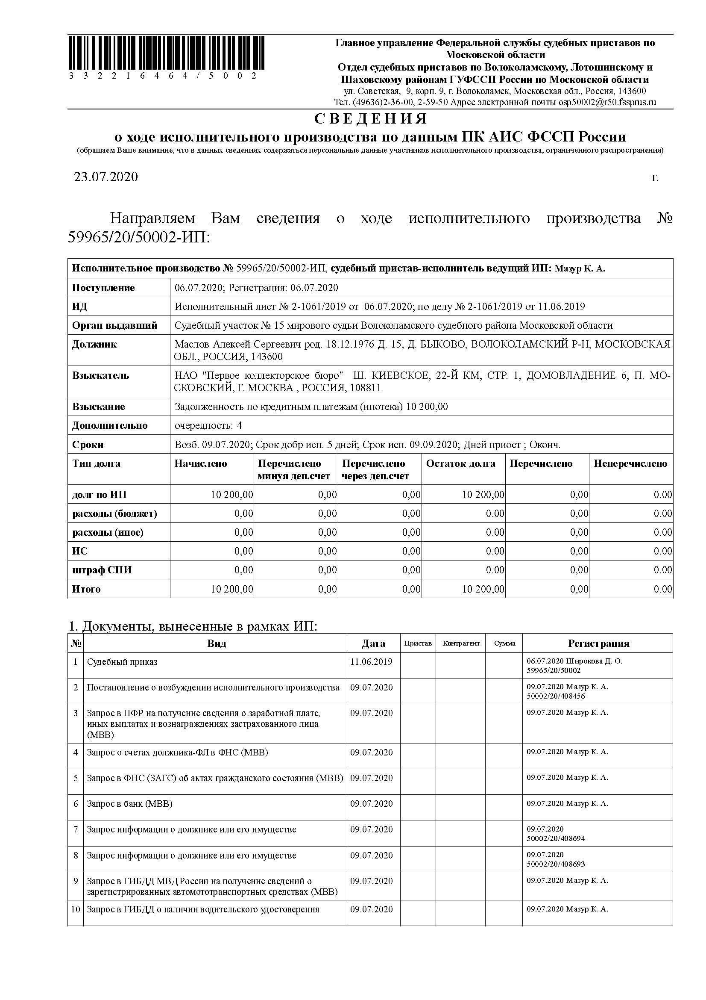 3 3 2 2 1 6 4 6 4 / 5 0 0 2
Главное управление Федеральной службы судебных приставов по
Московской области
Отдел судебных приставов по Волоколамскому, Лотошинскому и
Шаховскому районам ГУФССП России по Московской области
ул. Советская, 9, корп. 9, г. Волоколамск, Московская обл., Россия, 143600
Тел. (49636)2-36-00, 2-59-50 Адрес электронной почты osp50002@r50.fssprus.ru
С В Е Д Е Н И Я
о ходе исполнительного производства по данным ПК АИС ФССП России
(обращаем Ваше внимание, что в данных сведениях содержаться персональные данные участников исполнительного производства, ограниченного распространения)
23.07.2020 г.
Направляем Вам сведения о ходе исполнительного производства №
59965/20/50002-ИП:
Исполнительное производство № 59965/20/50002-ИП, судебный пристав-исполнитель ведущий ИП: Мазур К. А.
Поступление 06.07.2020; Регистрация: 06.07.2020
ИД Исполнительный лист № 2-1061/2019 от 06.07.2020; по делу № 2-1061/2019 от 11.06.2019
Орган выдавший Судебный участок № 15 мирового судьи Волоколамского судебного района Московской области
Должник Маслов Алексей Сергеевич род. 18.12.1976 Д. 15, Д. БЫКОВО, ВОЛОКОЛАМСКИЙ Р-Н, МОСКОВСКАЯ
ОБЛ., РОССИЯ, 143600
Взыскатель НАО "Первое коллекторское бюро" Ш. КИЕВСКОЕ, 22-Й КМ, СТР. 1, ДОМОВЛАДЕНИЕ 6, П. МО-
СКОВСКИЙ, Г. МОСКВА , РОССИЯ, 108811
Взыскание Задолженность по кредитным платежам (ипотека) 10 200,00
Дополнительно очередность: 4
Сроки Возб. 09.07.2020; Срок добр исп. 5 дней; Срок исп. 09.09.2020; Дней приост ; Оконч.
Тип долга Начислено Перечислено минуя деп.счет Перечислено через деп.счет Остаток долга Перечислено Неперечислено
долг по ИП 10 200,00 0,00 0,00 10 200,00 0,00 0.00
расходы (бюджет) 0,00 0,00 0,00 0.00 0,00 0.00
расходы (иное) 0,00 0,00 0,00 0.00 0,00 0.00
ИС 0,00 0,00 0,00 0.00 0,00 0.00
штраф СПИ 0,00 0,00 0,00 0.00 0,00 0.00
Итого 10 200,00 0,00 0,00 10 200,00 0,00 0.00
1. Документы, вынесенные в рамках ИП:
№ Вид Дата Пристав Контрагент Сумма Регистрация
1 Судебный приказ 11.06.2019 06.07.2020 Широкова Д. О.
59965/20/50002
2 Постановление о возбуждении исполнительного производства 09.07.2020 09.07.2020 Мазур К. А.
50002/20/408456
3 Запрос в ПФР на получение сведения о заработной плате, 09.07.2020 09.07.2020 Мазур К. А.
иных выплатах и вознаграждениях застрахованного лица
(МВВ)
4 Запрос о счетах должника-ФЛ в ФНС (МВВ) 09.07.2020 09.07.2020 Мазур К. А.
5 Запрос в ФНС (ЗАГС) об актах гражданского состояния (МВВ) 09.07.2020 09.07.2020 Мазур К. А.
6 Запрос в банк (МВВ) 09.07.2020 09.07.2020 Мазур К. А.
7 Запрос информации о должнике или его имуществе 09.07.2020 09.07.2020
50002/20/408694
8 Запрос информации о должнике или его имуществе 09.07.2020 09.07.2020
50002/20/408693
9 Запрос в ГИБДД МВД России на получение сведений о 09.07.2020 09.07.2020 Мазур К. А.
зарегистрированных автомототранспортных средствах (МВВ)
10 Запрос в ГИБДД о наличии водительского удостоверения 09.07.2020 09.07.2020 Мазур К. А.